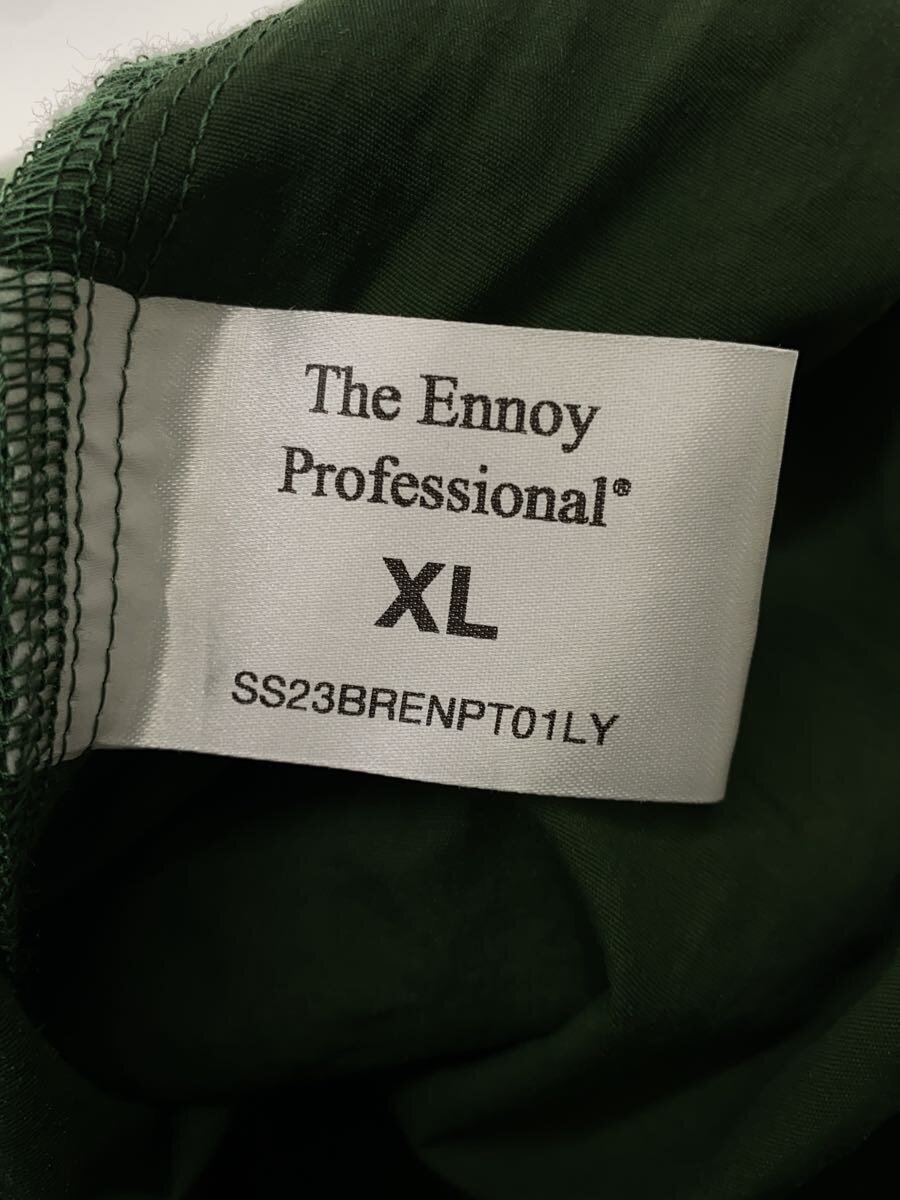 The Ennoy
Professional®
XL
SS23BRENPT01LY